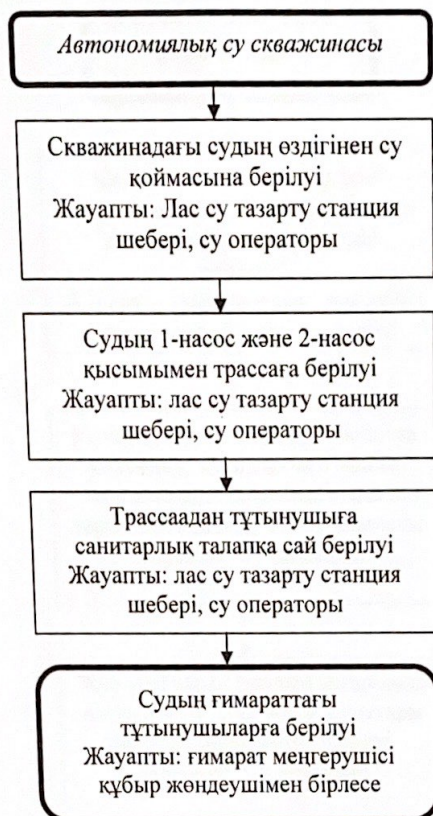 Автономиялық су скважинасы
Скважинадағы судың өздігінен су
қоймасына берілуі
Жауапты: Лас су тазарту станция
шебері, су операторы
Судың 1-насос және 2-насос
қысымымен трассаға берілуі
Жауапты: лас су тазарту станция
шебері, су операторы
Трассаадан тұтынушыға
санитарлық талапқа сай берілуі
Жауапты: лас су тазарту станция
шебері, су операторы
Судың ғимараттағы
тұтынушыларға берілуі
Жауапты: ғимарат меңгерушісі
құбыр жөндеушімен бірлесе